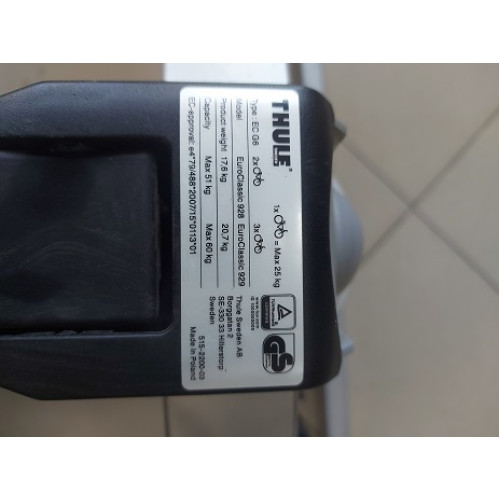 THULE
Type : EC G6 2x 3x 1x = Max 25 kg
Model EuroClassic 928 EuroClassic 929
Product weight 17,6 kg 20,7 kg
Capacity Max 51 kg Max 60 kg
EC-approval: e4*79/488*2007/15*0113*01
GS
Thule Sweden AB
Borggatan 2
SE-330 33 Hillerstorp
Sweden
515-2200-03
Made in Poland